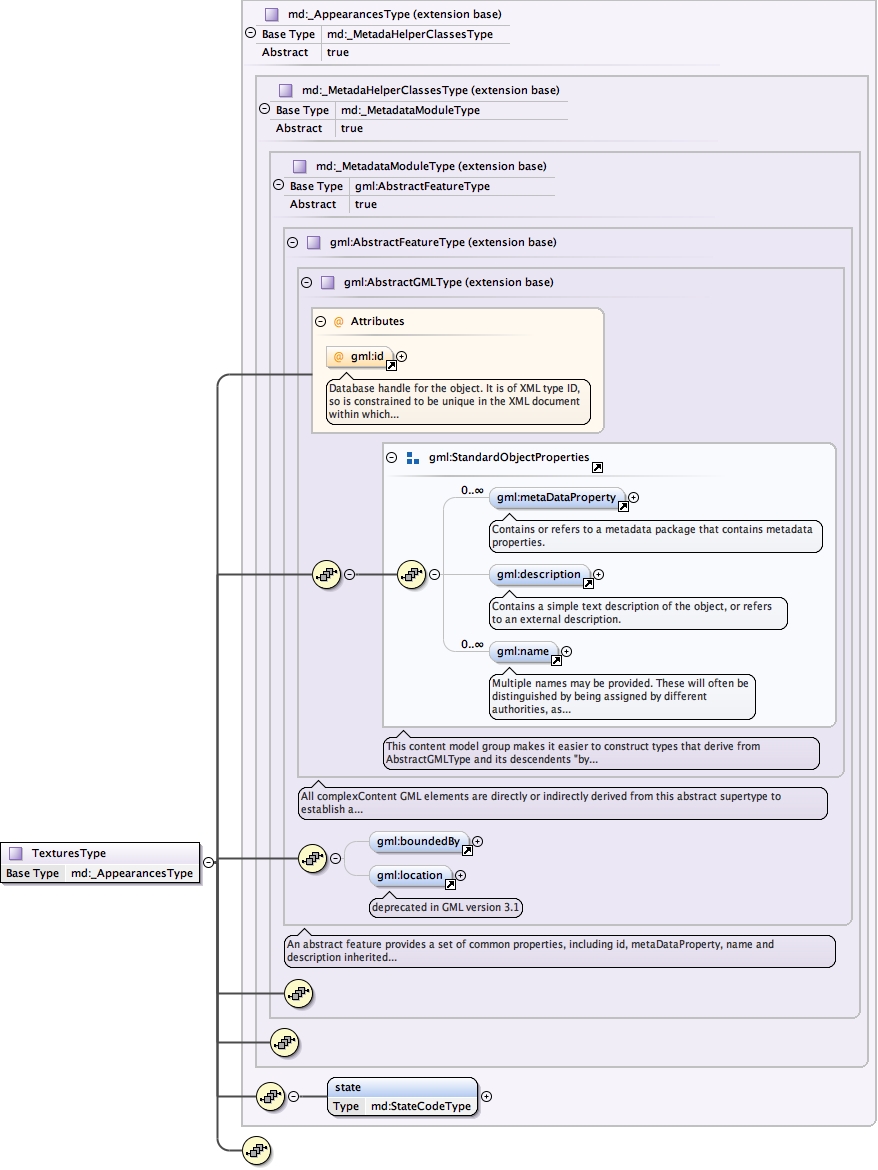 md:_AppearancesType (extension base)
Base Type md:_MetadaHelperClassesType
Abstract true
md:_MetadaHelperClassesType (extension base)
Base Type md:_MetadataModuleType
Abstract true
md:_MetadataModuleType (extension base)
Base Type gml:AbstractFeatureType
Abstract true
gml:AbstractFeatureType (extension base)
gml:AbstractGMLType (extension base)
@ Attributes
@ gml:id
Database handle for the object. It is of XML type ID,
so is constrained to be unique in the XML document
within which...
gml:StandardObjectProperties
0..∞
gml:metaDataProperty
Contains or refers to a metadata package that contains metadata
properties.
gml:description
Contains a simple text description of the object, or refers
to an external description.
0..∞
gml:name
Multiple names may be provided. These will often be
distinguished by being assigned by different
authorities, as...
This content model group makes it easier to construct types that derive from
AbstractGMLType and its descendents "by...
All complexContent GML elements are directly or indirectly derived from this abstract supertype to
establish a...
gml:boundedBy
TexturesType
Base Type md:_AppearancesType
gml:location
deprecated in GML version 3.1
An abstract feature provides a set of common properties, including id, metaDataProperty, name and
description inherited...
state
Type md:StateCodeType